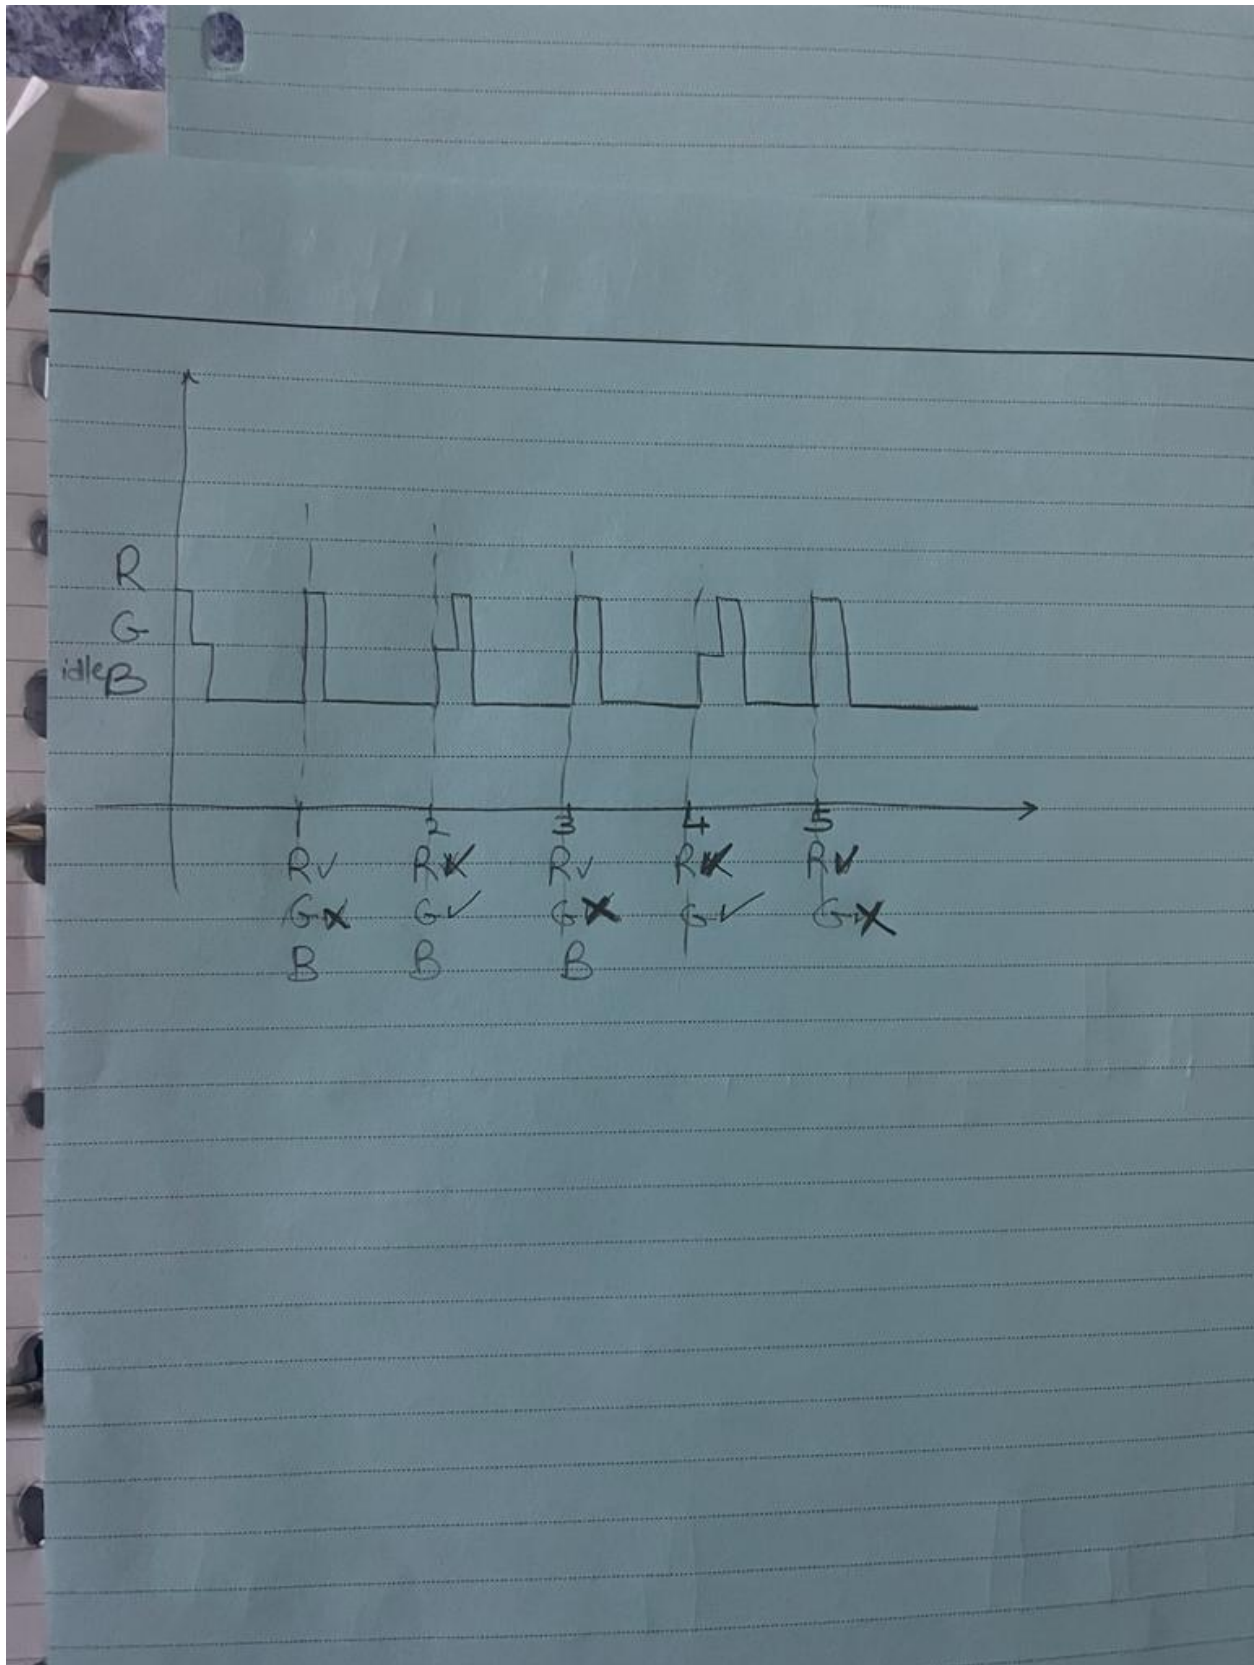 R
G
idle B
1 2 3 4 5
R✓ R✗ R✓ R✗ R✓
G✗ G✓ G✗ G✓ G✗
B B B